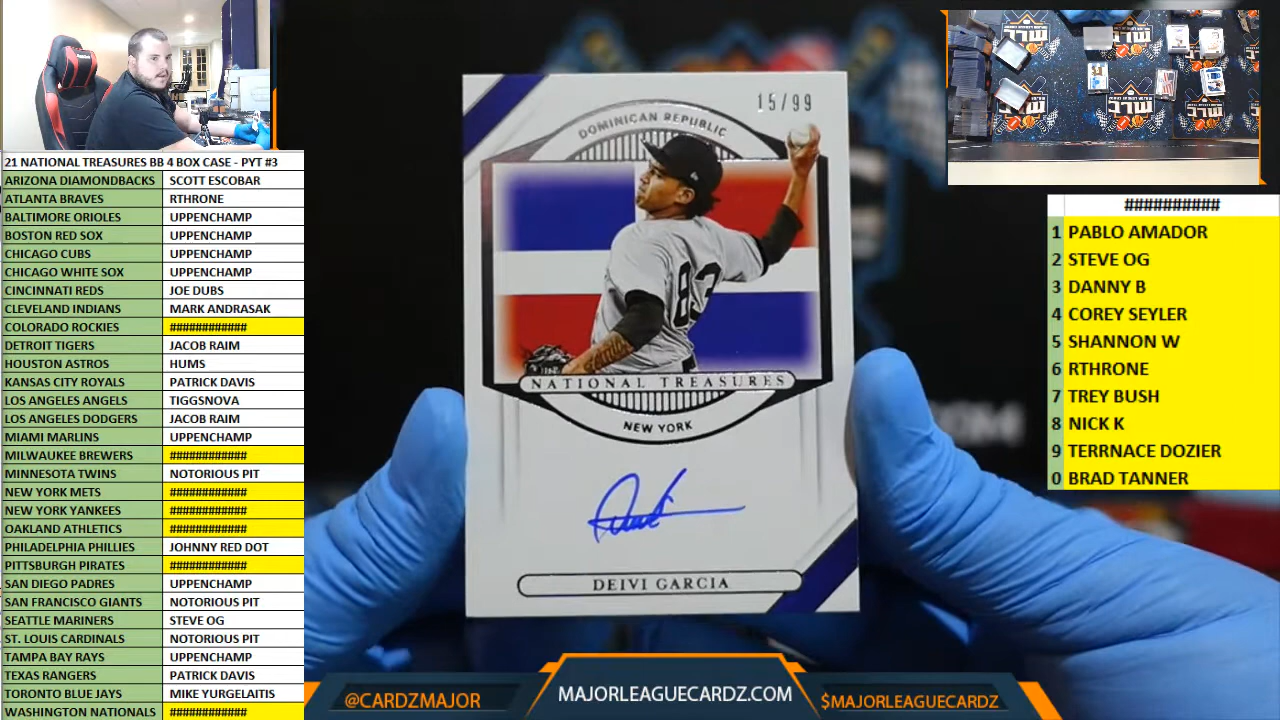 21 NATIONAL TREASURES BB 4 BOX CASE - PYT #3
ARIZONA DIAMONDBACKS SCOTT ESCOBAR
ATLANTA BRAVES RTHRONE
BALTIMORE ORIOLES UPPENCHAMP
BOSTON RED SOX UPPENCHAMP
CHICAGO CUBS UPPENCHAMP
CHICAGO WHITE SOX UPPENCHAMP
CINCINNATI REDS JOE DUBS
CLEVELAND INDIANS MARK ANDRASAK
COLORADO ROCKIES ############
DETROIT TIGERS JACOB RAIM
HOUSTON ASTROS HUMS
KANSAS CITY ROYALS PATRICK DAVIS
LOS ANGELES ANGELS TIGGSNOVA
LOS ANGELES DODGERS JACOB RAIM
MIAMI MARLINS UPPENCHAMP
MILWAUKEE BREWERS ############
MINNESOTA TWINS NOTORIOUS PIT
NEW YORK METS ############
NEW YORK YANKEES ############
OAKLAND ATHLETICS ############
PHILADELPHIA PHILLIES JOHNNY RED DOT
PITTSBURGH PIRATES ############
SAN DIEGO PADRES UPPENCHAMP
SAN FRANCISCO GIANTS NOTORIOUS PIT
SEATTLE MARINERS STEVE OG
ST. LOUIS CARDINALS NOTORIOUS PIT
TAMPA BAY RAYS UPPENCHAMP
TEXAS RANGERS PATRICK DAVIS
TORONTO BLUE JAYS MIKE YURGELAITIS
WASHINGTON NATIONALS ############
15/99
DOMINICAN REPUBLIC
83
NATIONAL TREASURES
NEW YORK
DEIVI GARCIA
##########
1 PABLO AMADOR
2 STEVE OG
3 DANNY B
4 COREY SEYLER
5 SHANNON W
6 RTHRONE
7 TREY BUSH
8 NICK K
9 TERRNACE DOZIER
0 BRAD TANNER
@CARDZMAJOR
MAJORLEAGUECARDZ.COM
$MAJORLEAGUECARDZ